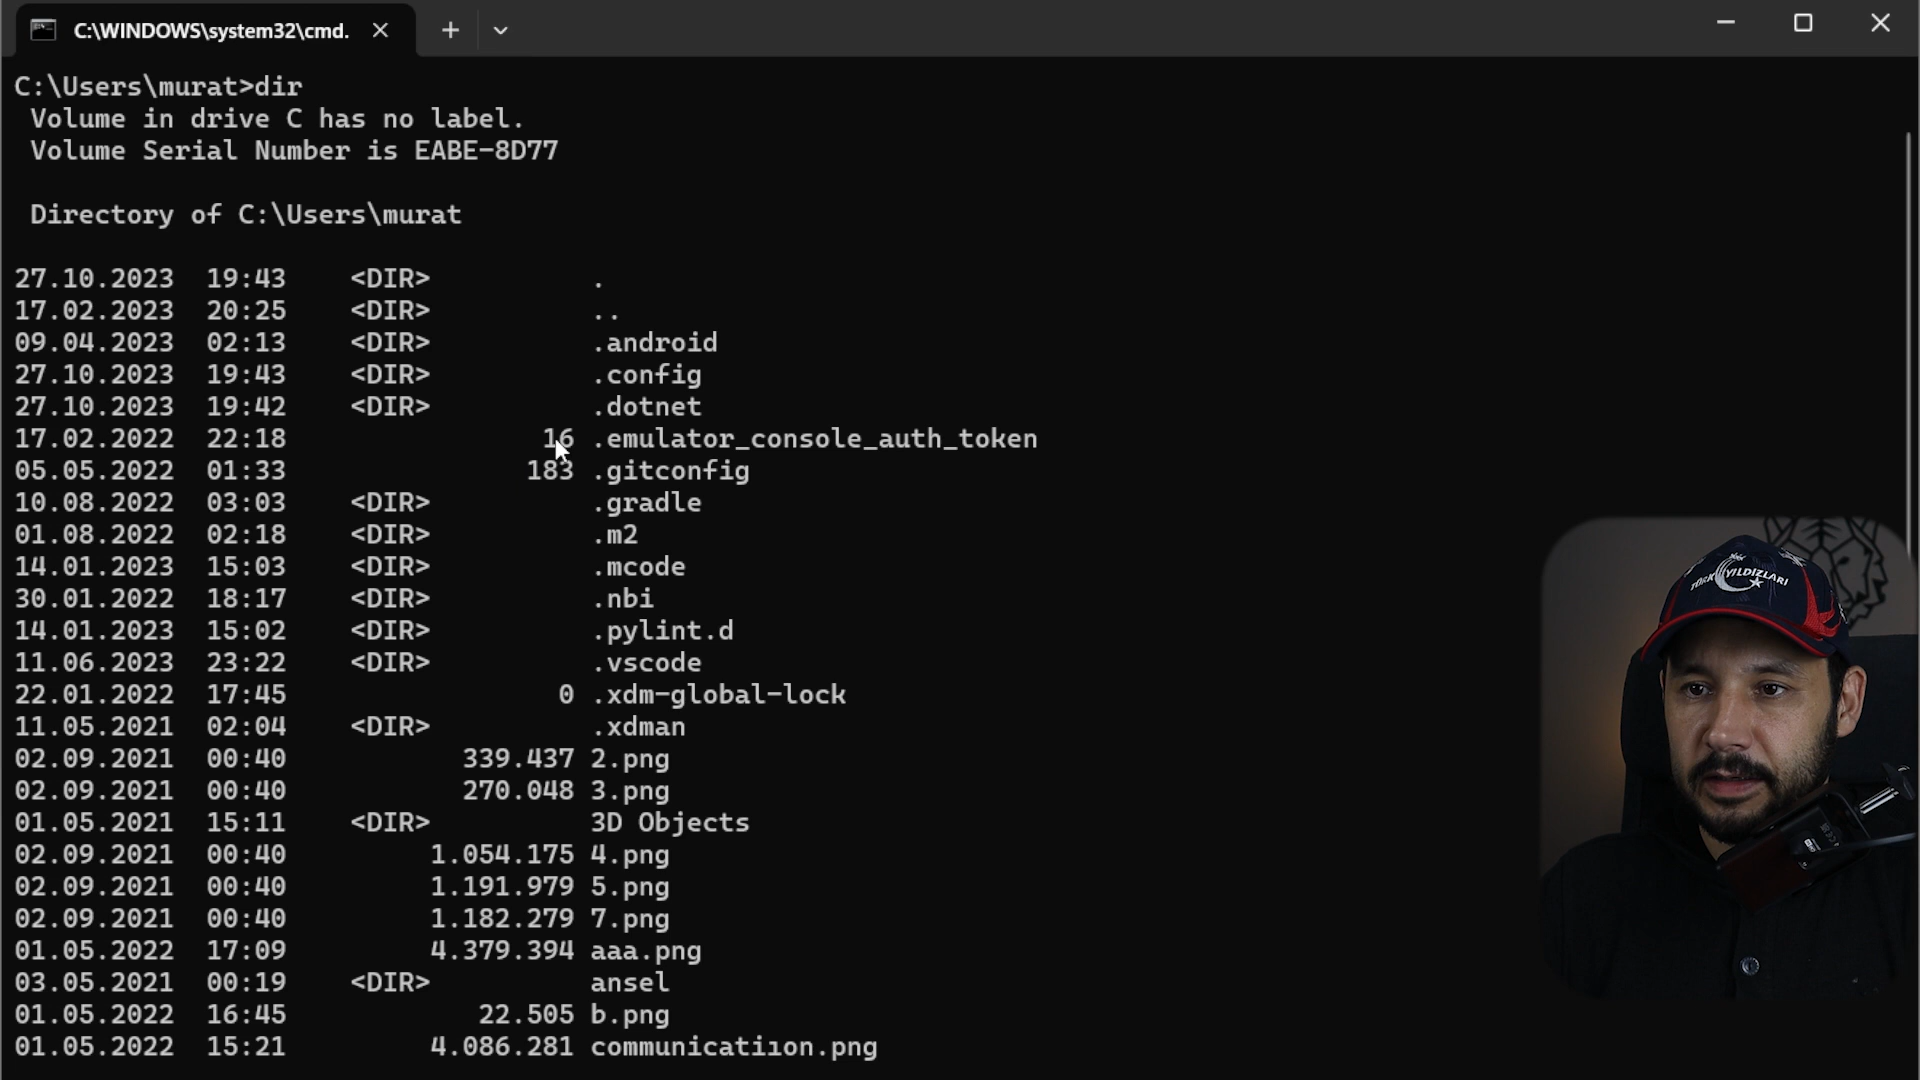 C:\WINDOWS\system32\cmd.
C:\Users\murat>dir
Volume in drive C has no label.
Volume Serial Number is EABE-8D77
Directory of C:\Users\murat
27.10.2023 19:43 <DIR> .
17.02.2023 20:25 <DIR> ..
09.04.2023 02:13 <DIR> .android
27.10.2023 19:43 <DIR> .config
27.10.2023 19:42 <DIR> .dotnet
17.02.2022 22:18 16 .emulator_console_auth_token
05.05.2022 01:33 183 .gitconfig
10.08.2022 03:03 <DIR> .gradle
01.08.2022 02:18 <DIR> .m2
14.01.2023 15:03 <DIR> .mcode
30.01.2022 18:17 <DIR> .nbi
14.01.2023 15:02 <DIR> .pylint.d
11.06.2023 23:22 <DIR> .vscode
22.01.2022 17:45 0 .xdm-global-lock
11.05.2021 02:04 <DIR> .xdman
02.09.2021 00:40 339.437 2.png
02.09.2021 00:40 270.048 3.png
01.05.2021 15:11 <DIR> 3D Objects
02.09.2021 00:40 1.054.175 4.png
02.09.2021 00:40 1.191.979 5.png
02.09.2021 00:40 1.182.279 7.png
01.05.2022 17:09 4.379.394 aaa.png
03.05.2021 00:19 <DIR> ansel
01.05.2022 16:45 22.505 b.png
01.05.2022 15:21 4.086.281 communicatiıon.png
TÜRK YILDIZLARI